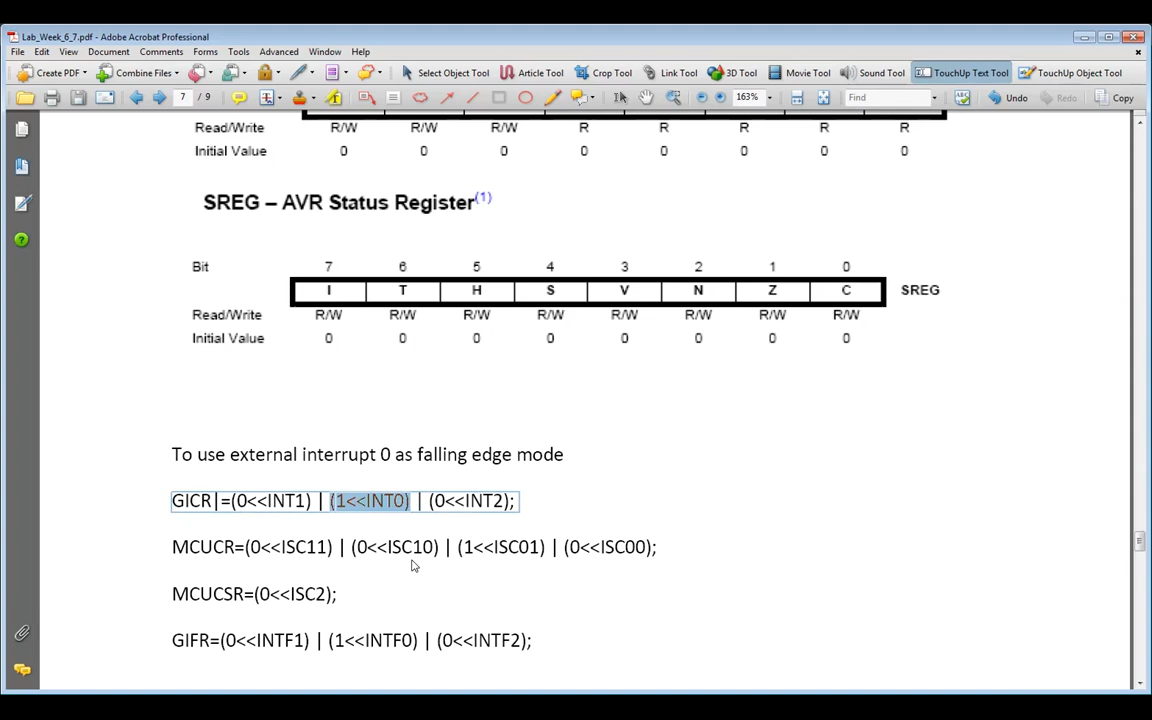 Lab_Week_6_7.pdf - Adobe Acrobat Professional
File Edit View Document Comments Forms Tools Advanced Window Help
Create PDF Combine Files Select Object Tool Article Tool Crop Tool Link Tool 3D Tool Movie Tool Sound Tool TouchUp Text Tool TouchUp Object Tool
7 / 9 163% Find Undo Redo Copy
Read/Write R/W R/W R/W R R R R R
Initial Value 0 0 0 0 0 0 0 0
SREG – AVR Status Register(1)
Bit 7 6 5 4 3 2 1 0
I T H S V N Z C SREG
Read/Write R/W R/W R/W R/W R/W R/W R/W R/W
Initial Value 0 0 0 0 0 0 0 0
To use external interrupt 0 as falling edge mode
GICR|=(0<<INT1) | (1<<INT0) | (0<<INT2);
MCUCR=(0<<ISC11) | (0<<ISC10) | (1<<ISC01) | (0<<ISC00);
MCUCSR=(0<<ISC2);
GIFR=(0<<INTF1) | (1<<INTF0) | (0<<INTF2);